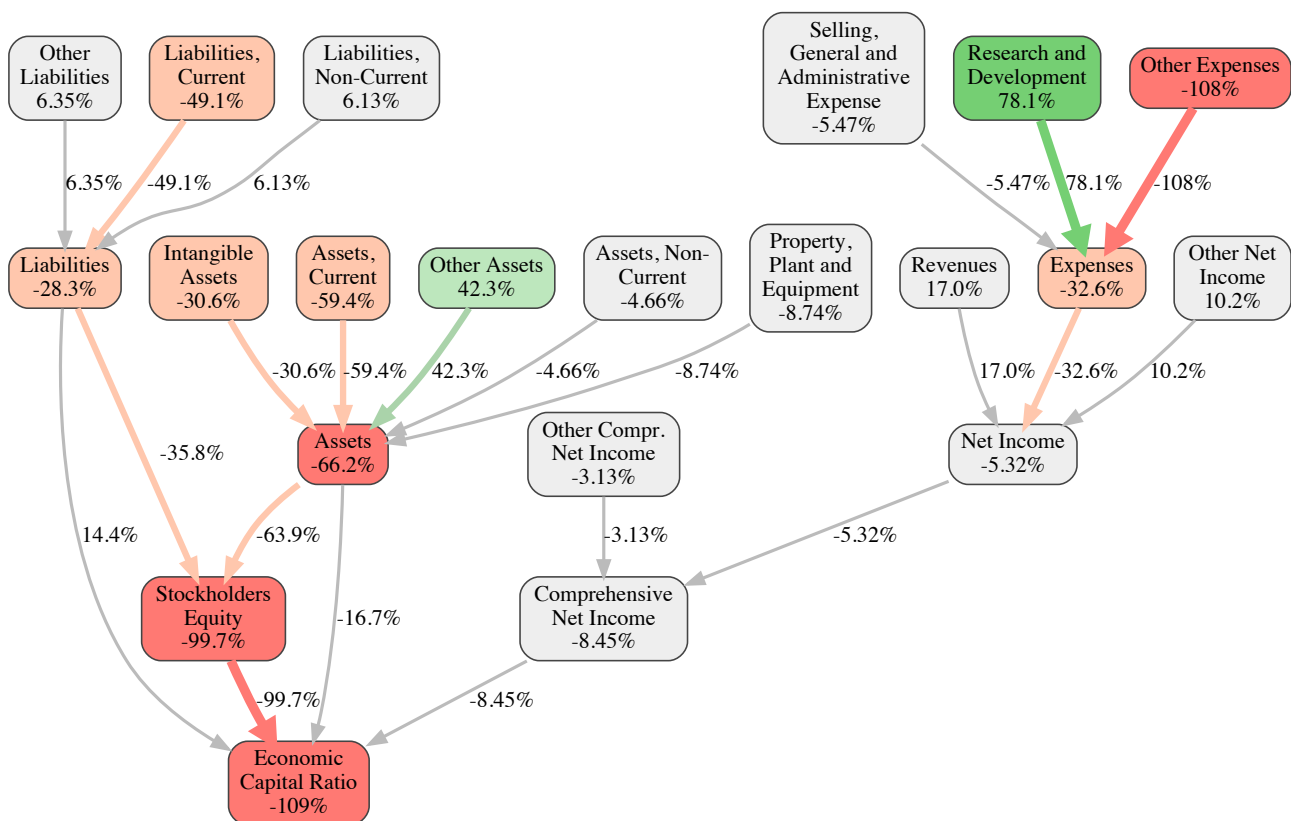 Other
Liabilities
6.35%
Liabilities,
Current
-49.1%
Liabilities,
Non-Current
6.13%
Selling,
General and
Administrative
Expense
-5.47%
Research and
Development
78.1%
Other Expenses
-108%
6.35%
-49.1%
6.13%
-5.47%
78.1%
-108%
Liabilities
-28.3%
Intangible
Assets
-30.6%
Assets,
Current
-59.4%
Other Assets
42.3%
Assets, Non-
Current
-4.66%
Property,
Plant and
Equipment
-8.74%
Revenues
17.0%
Expenses
-32.6%
Other Net
Income
10.2%
-30.6%
-59.4%
42.3%
-4.66%
-8.74%
17.0%
-32.6%
10.2%
-35.8%
Assets
-66.2%
Other Compr.
Net Income
-3.13%
Net Income
-5.32%
14.4%
-63.9%
-3.13%
-5.32%
Stockholders
Equity
-99.7%
-16.7%
Comprehensive
Net Income
-8.45%
-99.7%
-8.45%
Economic
Capital Ratio
-109%